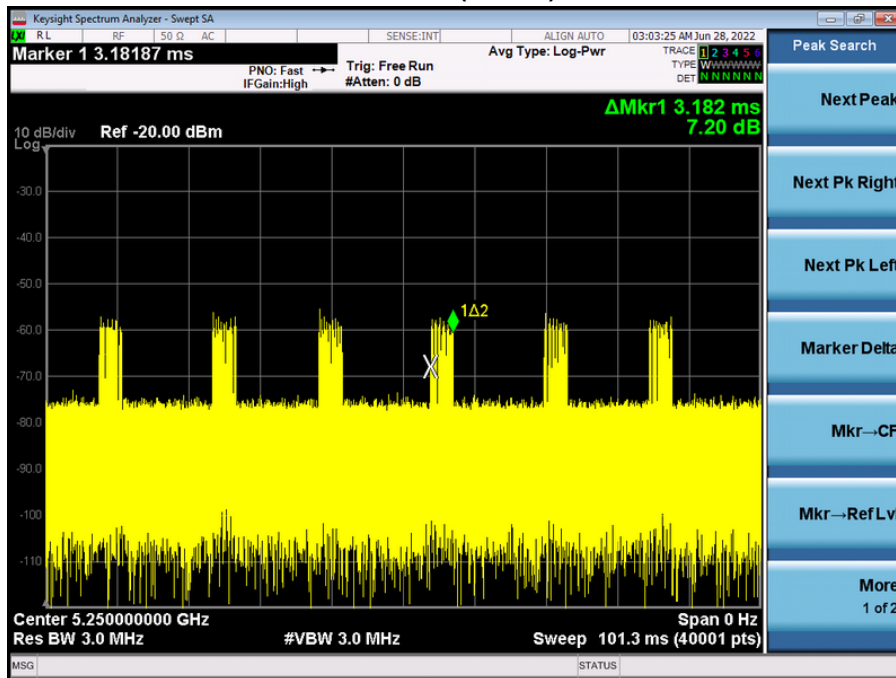 Keysight Spectrum Analyzer - Swept SA
LXI RL RF 50 Ω AC SENSE:INT ALIGN AUTO 03:03:25 AM Jun 28, 2022
Marker 1 3.18187 ms
PNO: Fast
IFGain:High
Trig: Free Run
#Atten: 0 dB
Avg Type: Log-Pwr
TRACE 1 2 3 4 5 6
TYPE W
DET N N N N N N
ΔMkr1 3.182 ms
7.20 dB
10 dB/div Ref -20.00 dBm
Log
-30.0
-40.0
-50.0
-60.0
-70.0
-80.0
-90.0
-100
-110
1Δ2
X
Center 5.250000000 GHz Span 0 Hz
Res BW 3.0 MHz #VBW 3.0 MHz Sweep 101.3 ms (40001 pts)
MSG STATUS
Peak Search
Next Peak
Next Pk Right
Next Pk Left
Marker Delta
Mkr→CF
Mkr→Ref Lvl
More
1 of 2